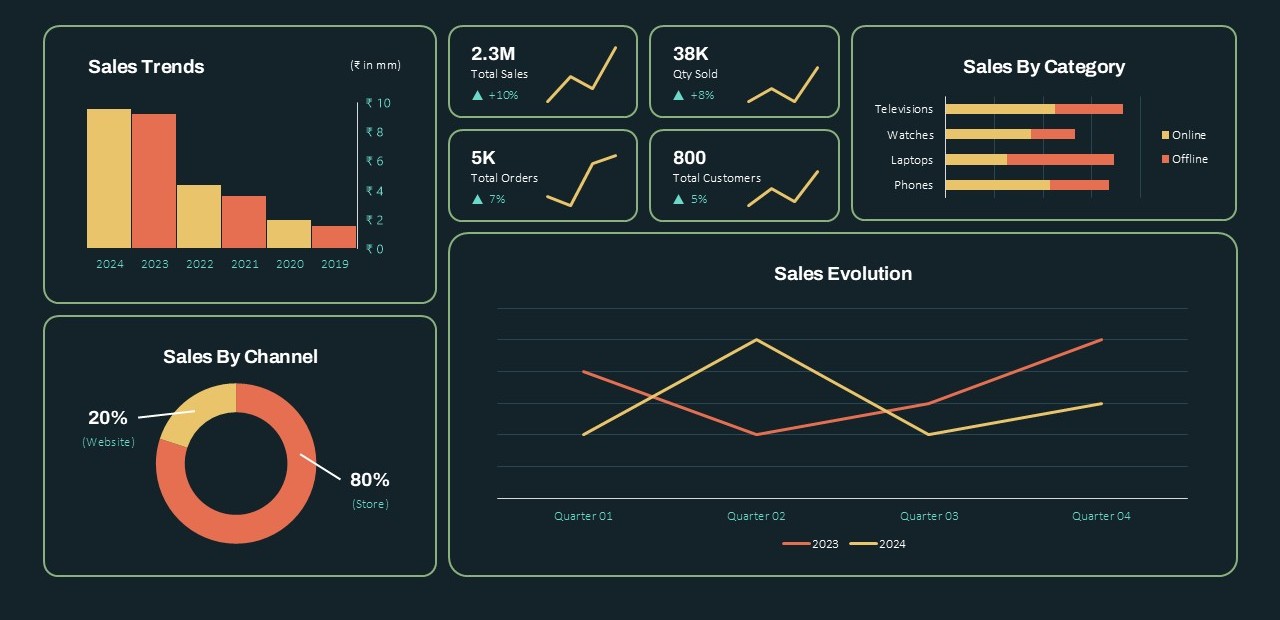 Sales Trends
(₹ in mm)
₹ 10
₹ 8
₹ 6
₹ 4
₹ 2
₹ 0
2024 2023 2022 2021 2020 2019
2.3M
Total Sales
▲ +10%
38K
Qty Sold
▲ +8%
5K
Total Orders
▲ 7%
800
Total Customers
▲ 5%
Sales By Category
Televisions
Watches
Laptops
Phones
Online
Offline
Sales By Channel
20%
(Website)
80%
(Store)
Sales Evolution
Quarter 01 Quarter 02 Quarter 03 Quarter 04
2023 2024